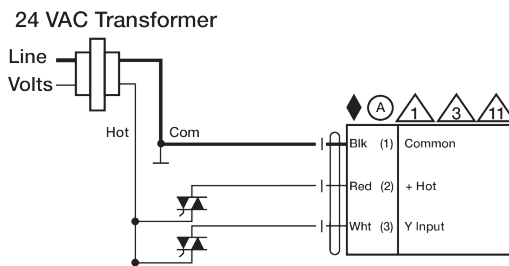 24 VAC Transformer
Line
Volts
Hot
Com
A
1
3
11
Blk (1) Common
Red (2) + Hot
Wht (3) Y Input